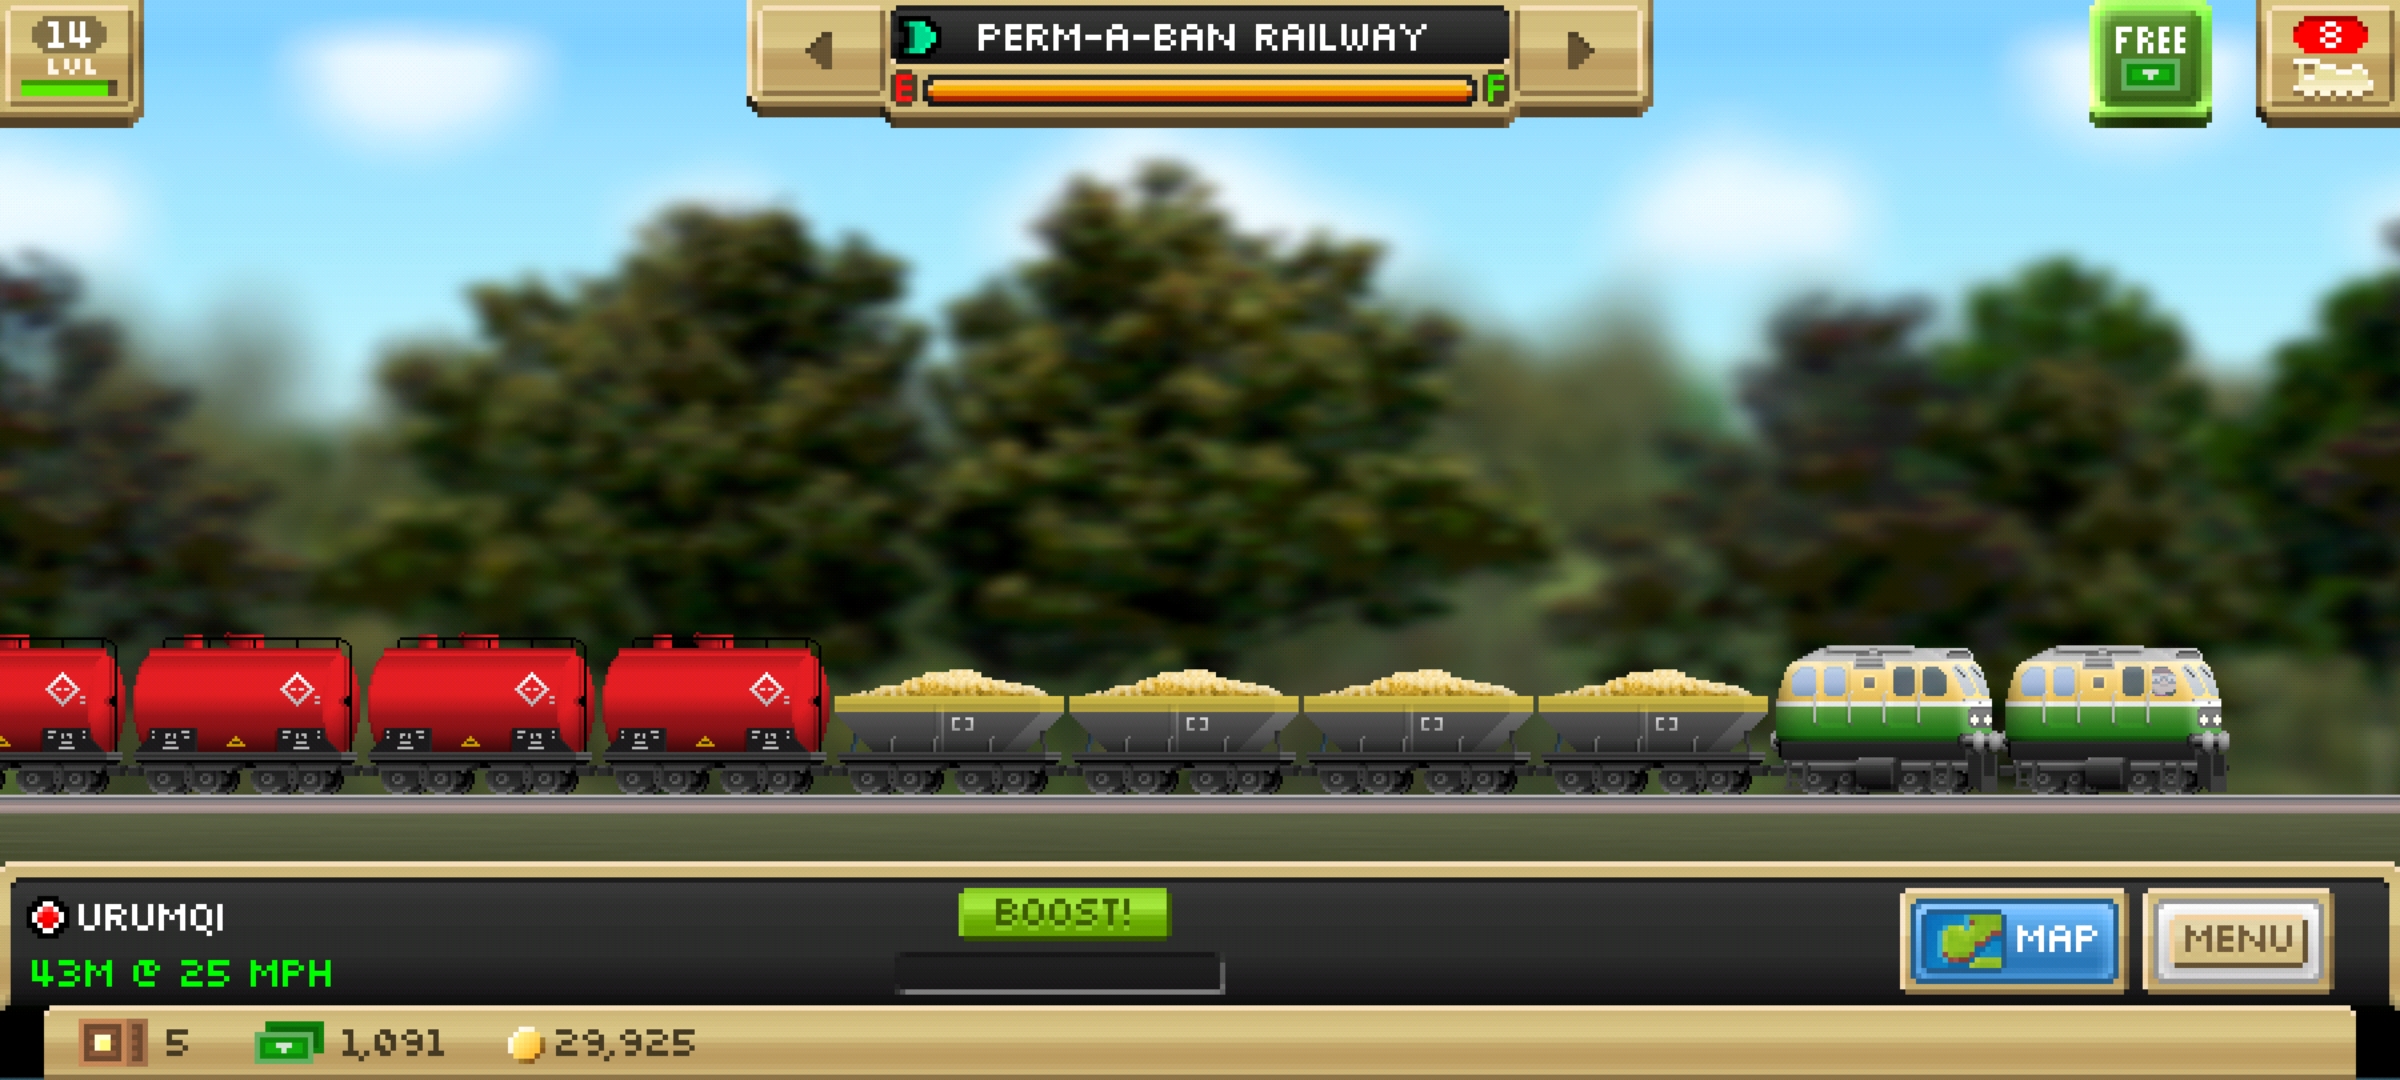 14
LVL
PERM-A-BAN RAILWAY
E
F
FREE
8
URUMQI
43M @ 25 MPH
BOOST!
MAP
MENU
5
1,091
29,925